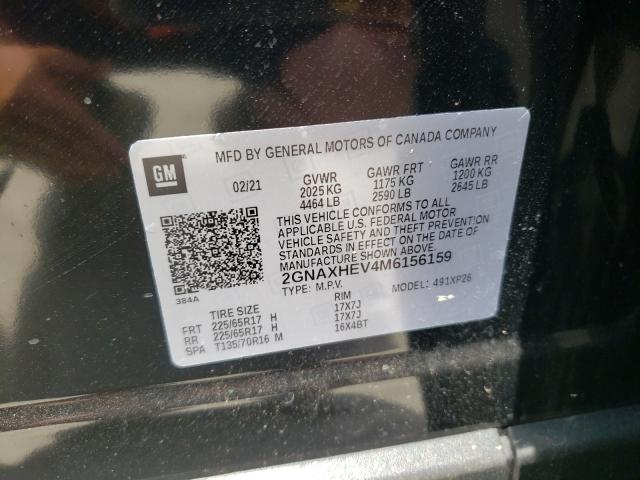 MFD BY GENERAL MOTORS OF CANADA COMPANY
GM
02/21 GVWR GAWR FRT GAWR RR
2025 KG 1175 KG 1200 KG
4464 LB 2590 LB 2645 LB
THIS VEHICLE CONFORMS TO ALL
APPLICABLE U.S. FEDERAL MOTOR
VEHICLE SAFETY AND THEFT PREVENTION
STANDARDS IN EFFECT ON THE DATE OF
MANUFACTURE SHOWN ABOVE.
2GNAXHEV4M6156159
384A
TYPE: M.P.V. MODEL: 491XP26
TIRE SIZE RIM
FRT 225/65R17 H 17X7J
RR 225/65R17 H 17X7J
SPA T135/70R16 M 16X4BT